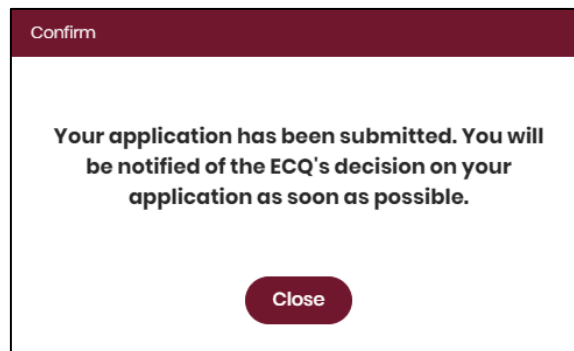 Confirm
Your application has been submitted. You will
be notified of the ECQ's decision on your
application as soon as possible.
Close